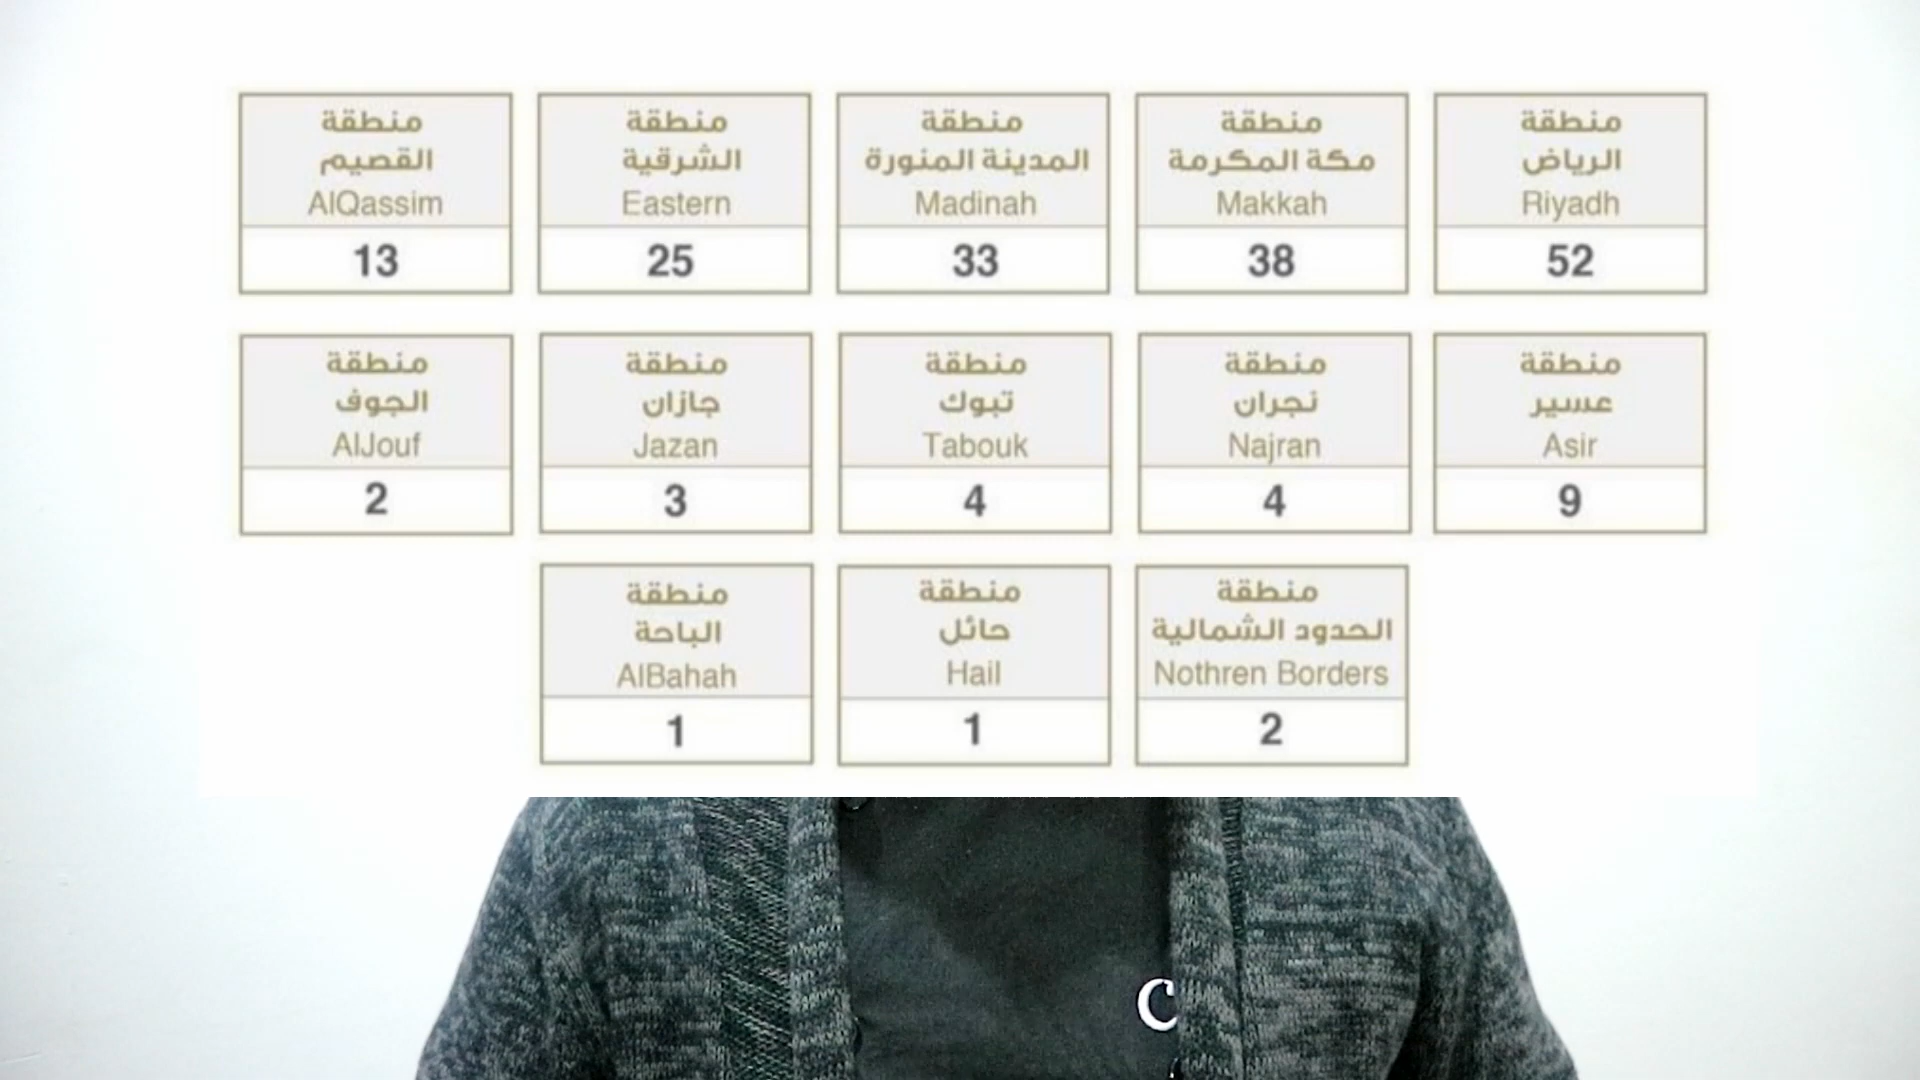 منطقة
الرياض
Riyadh
52
منطقة
مكة المكرمة
Makkah
38
منطقة
المدينة المنورة
Madinah
33
منطقة
الشرقية
Eastern
25
منطقة
القصيم
AlQassim
13
منطقة
عسير
Asir
9
منطقة
نجران
Najran
4
منطقة
تبوك
Tabouk
4
منطقة
جازان
Jazan
3
منطقة
الجوف
AlJouf
2
منطقة
الحدود الشمالية
Nothren Borders
2
منطقة
حائل
Hail
1
منطقة
الباحة
AlBahah
1
C